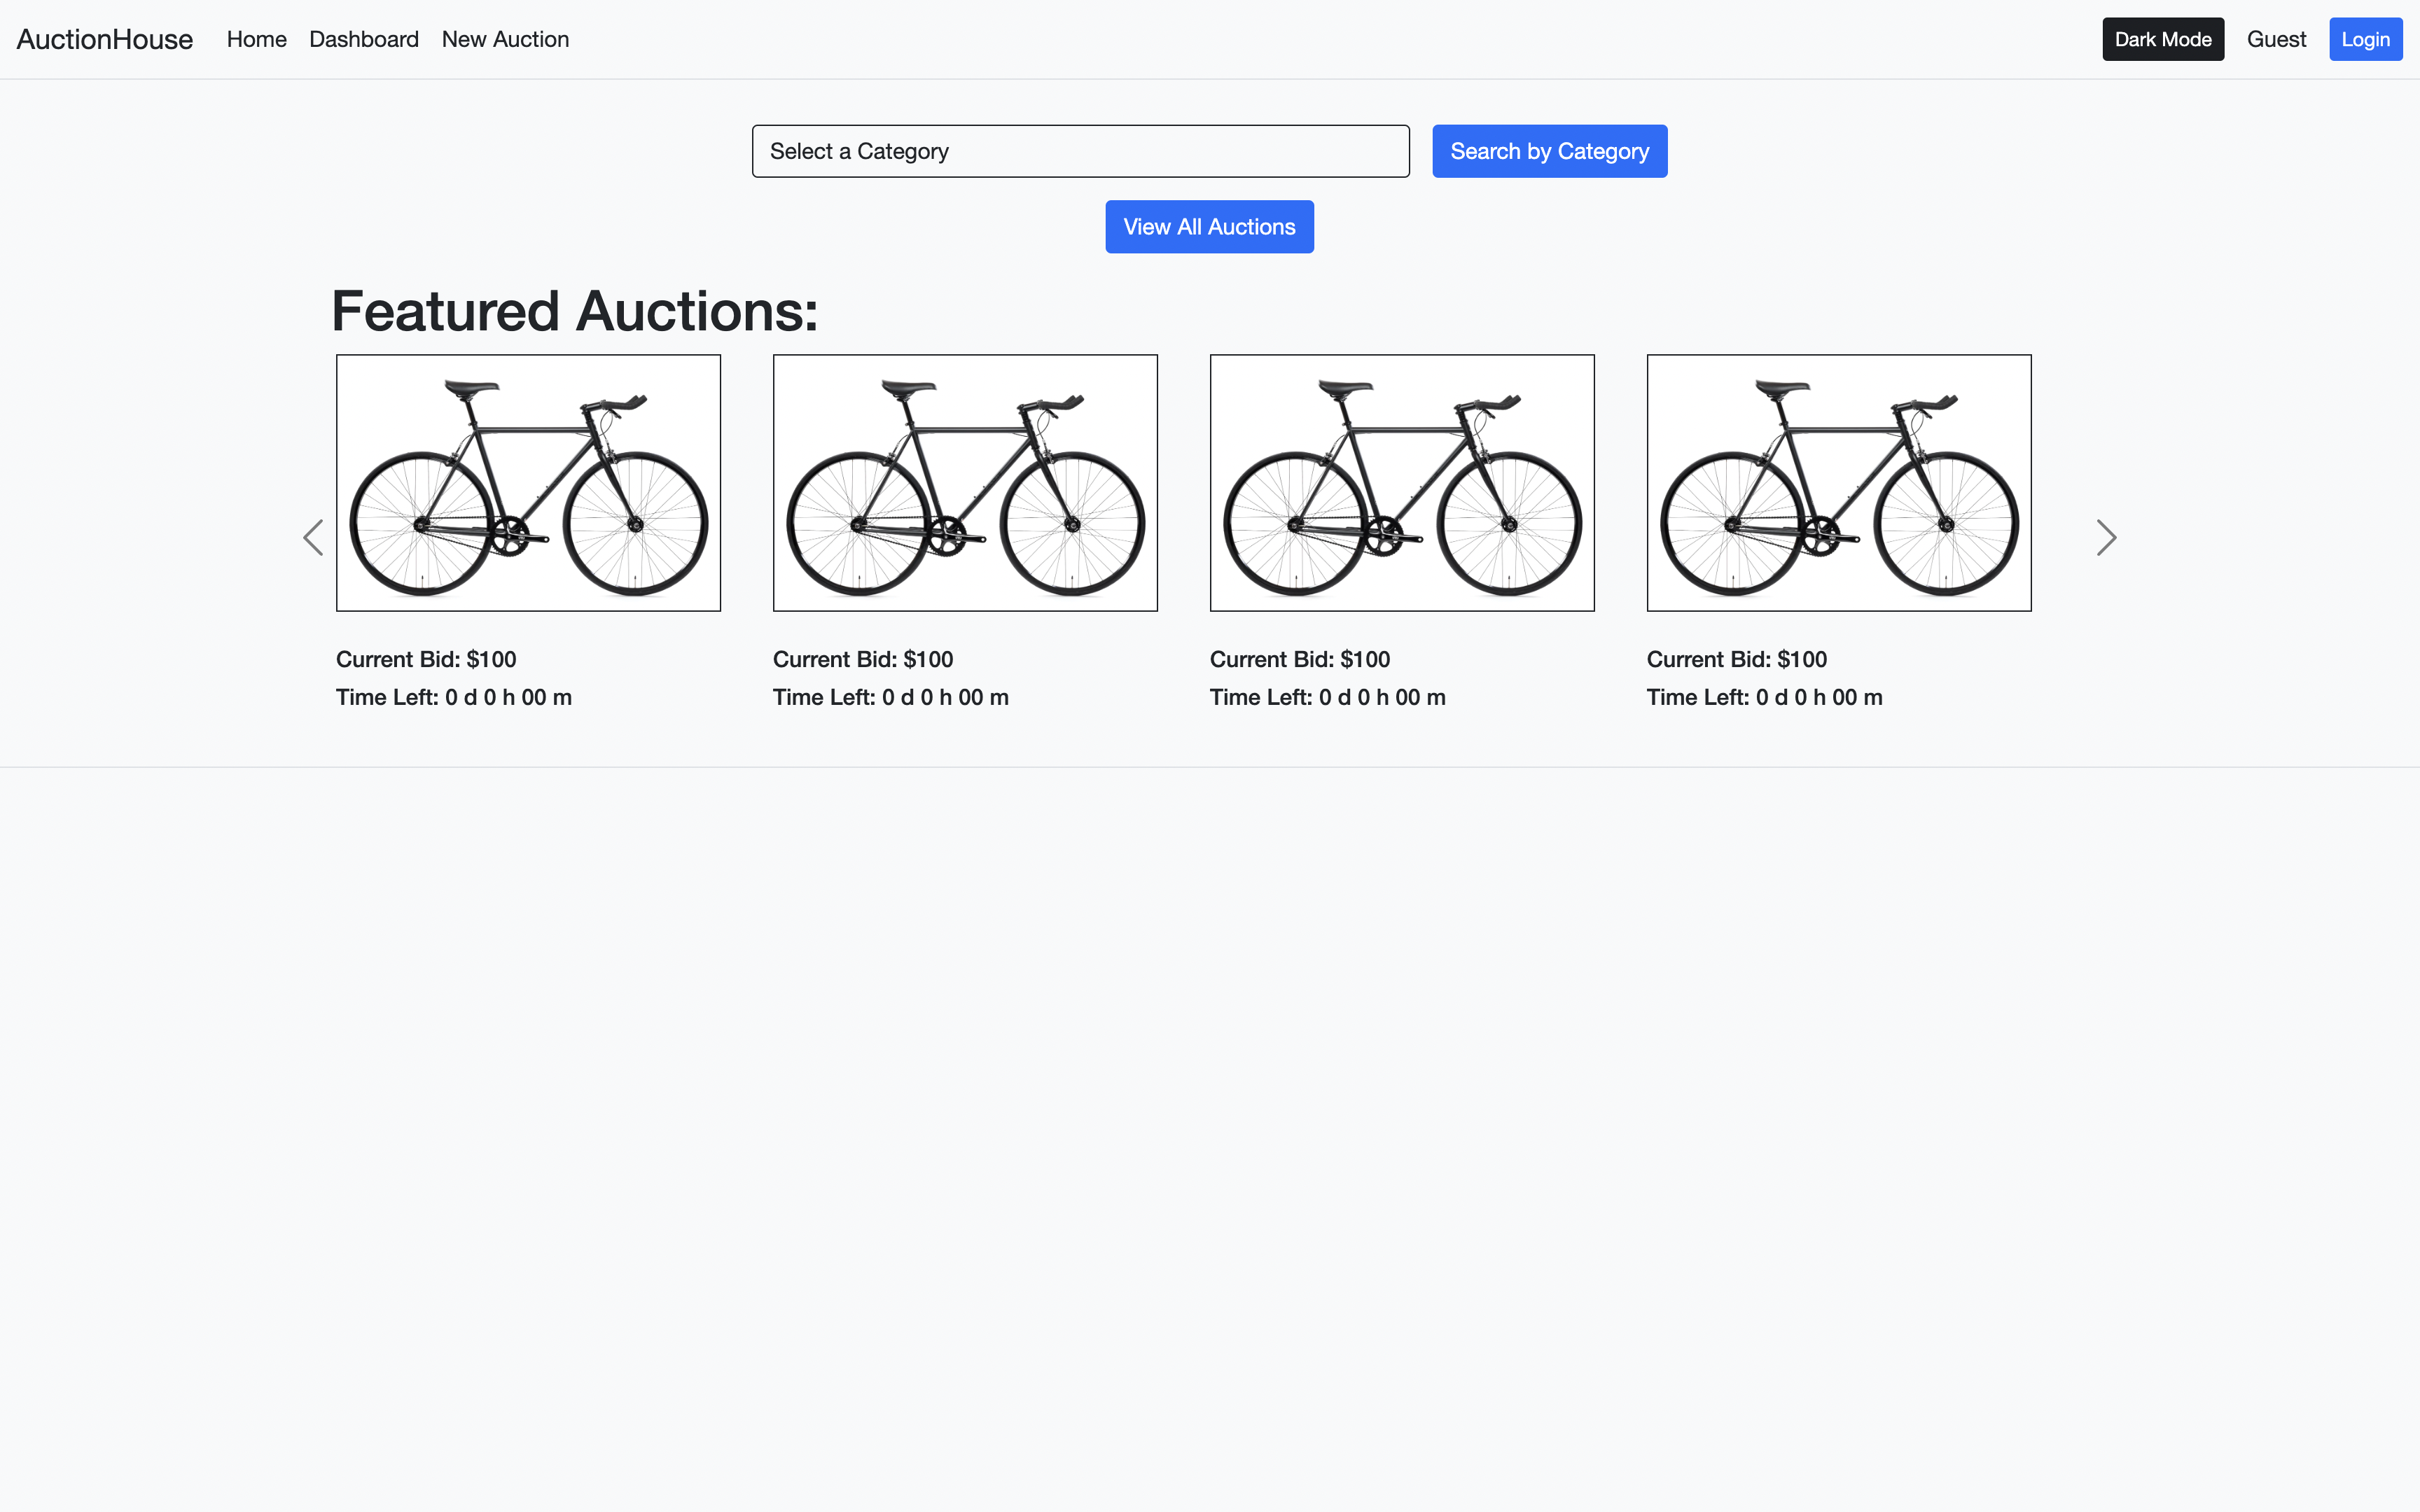 AuctionHouse Home Dashboard New Auction Dark Mode Guest Login
Select a Category Search by Category
View All Auctions
Featured Auctions:
Current Bid: $100 Current Bid: $100 Current Bid: $100 Current Bid: $100
Time Left: 0 d 0 h 00 m Time Left: 0 d 0 h 00 m Time Left: 0 d 0 h 00 m Time Left: 0 d 0 h 00 m